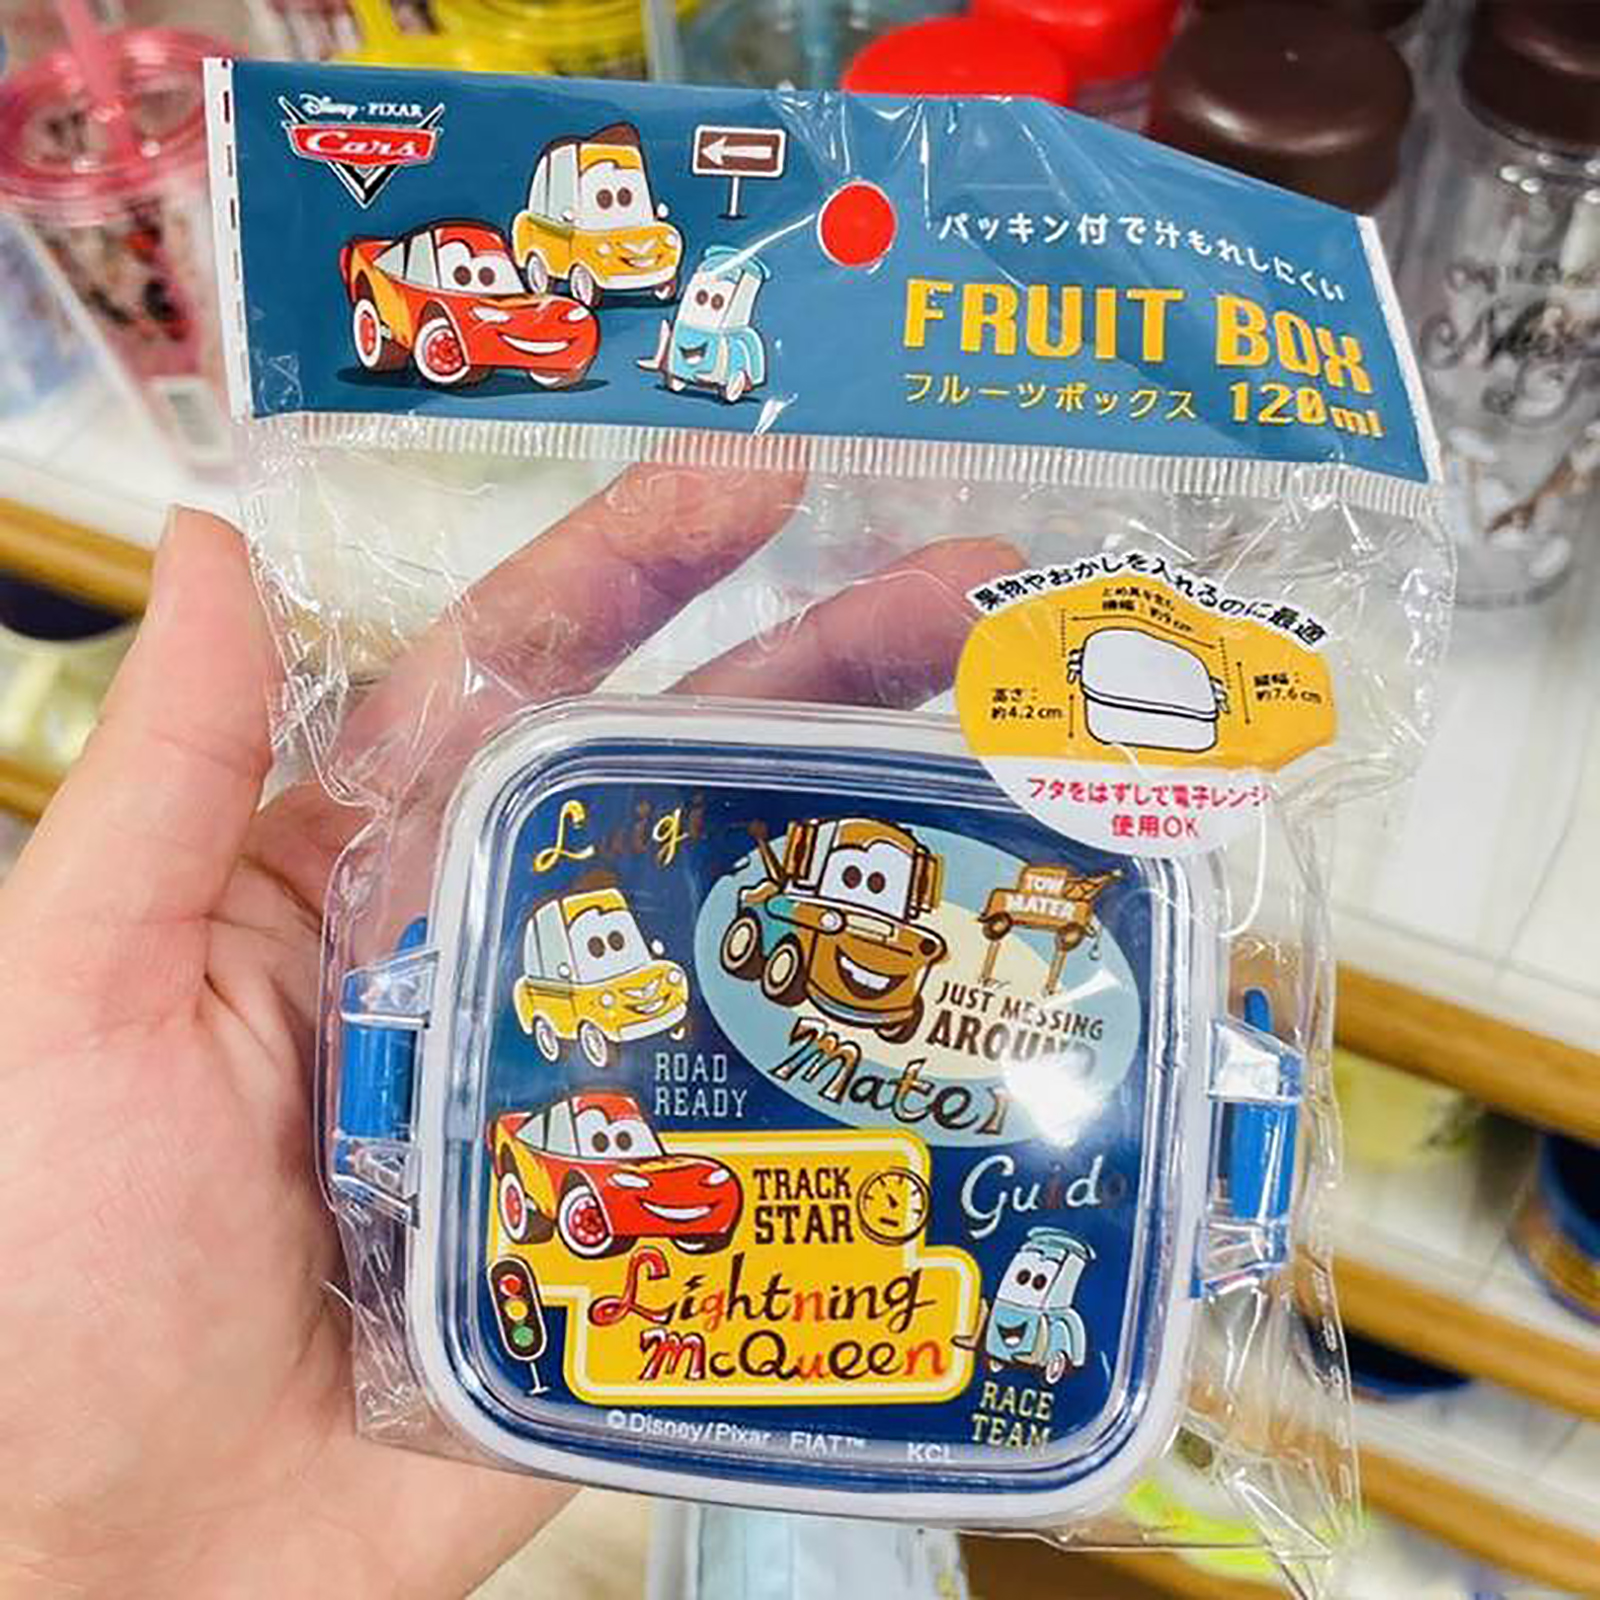 Disney · PIXAR
Cars
パッキン付で汁もれしにくい
FRUIT BOX
フルーツボックス 120ml
果物やおかしを入れるのに最適
高さ：
約4.2cm
縦幅：
約7.6cm
フタをはずして電子レンジ
使用OK
Luigi
TOW
MATER
JUST MESSING
AROUND
Mater
ROAD
READY
TRACK
STAR
Lightning
McQueen
Guido
RACE
TEAM
©Disney/Pixar FIAT™ KCL